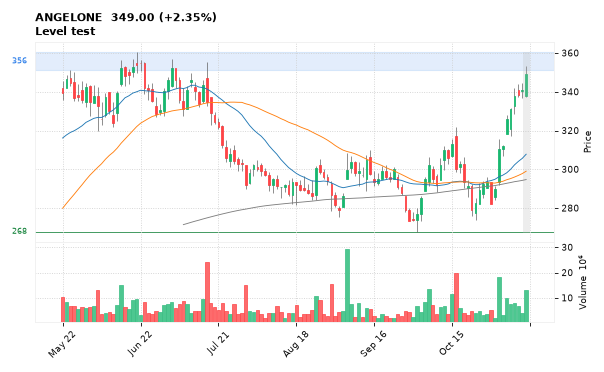 ANGELONE  349.00 (+2.35%)
Level test
356
268
360
340
320
300
280
Price
30
20
10
Volume 10⁴
May 22
Jun 22
Jul 21
Aug 18
Sep 16
Oct 15